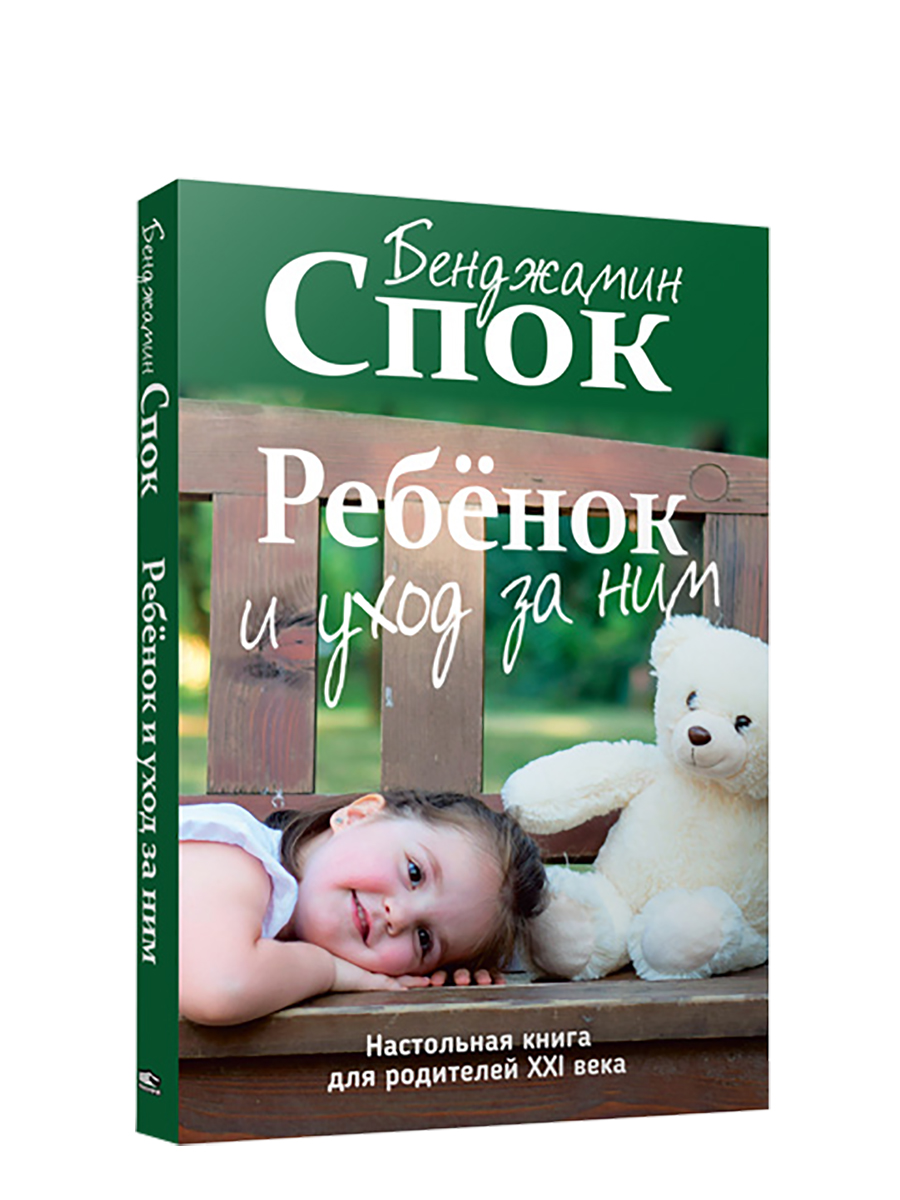 Бенджамин
Спок
Ребёнок
и уход за ним
Настольная книга
для родителей XXI века
Бенджамин Спок Ребёнок и уход за ним